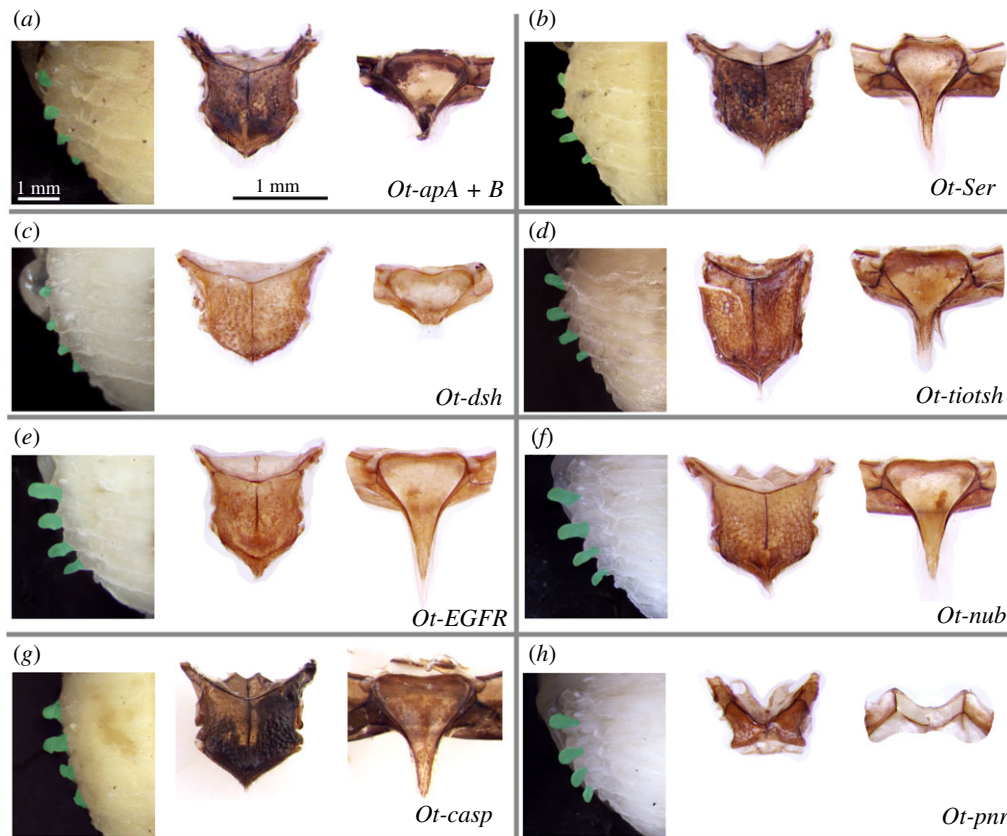 (a)
(b)
1 mm
1 mm
Ot-apA + B
Ot-Ser
(c)
(d)
Ot-dsh
Ot-tiotsh
(e)
(f)
Ot-EGFR
Ot-nub
(g)
(h)
Ot-casp
Ot-pnr